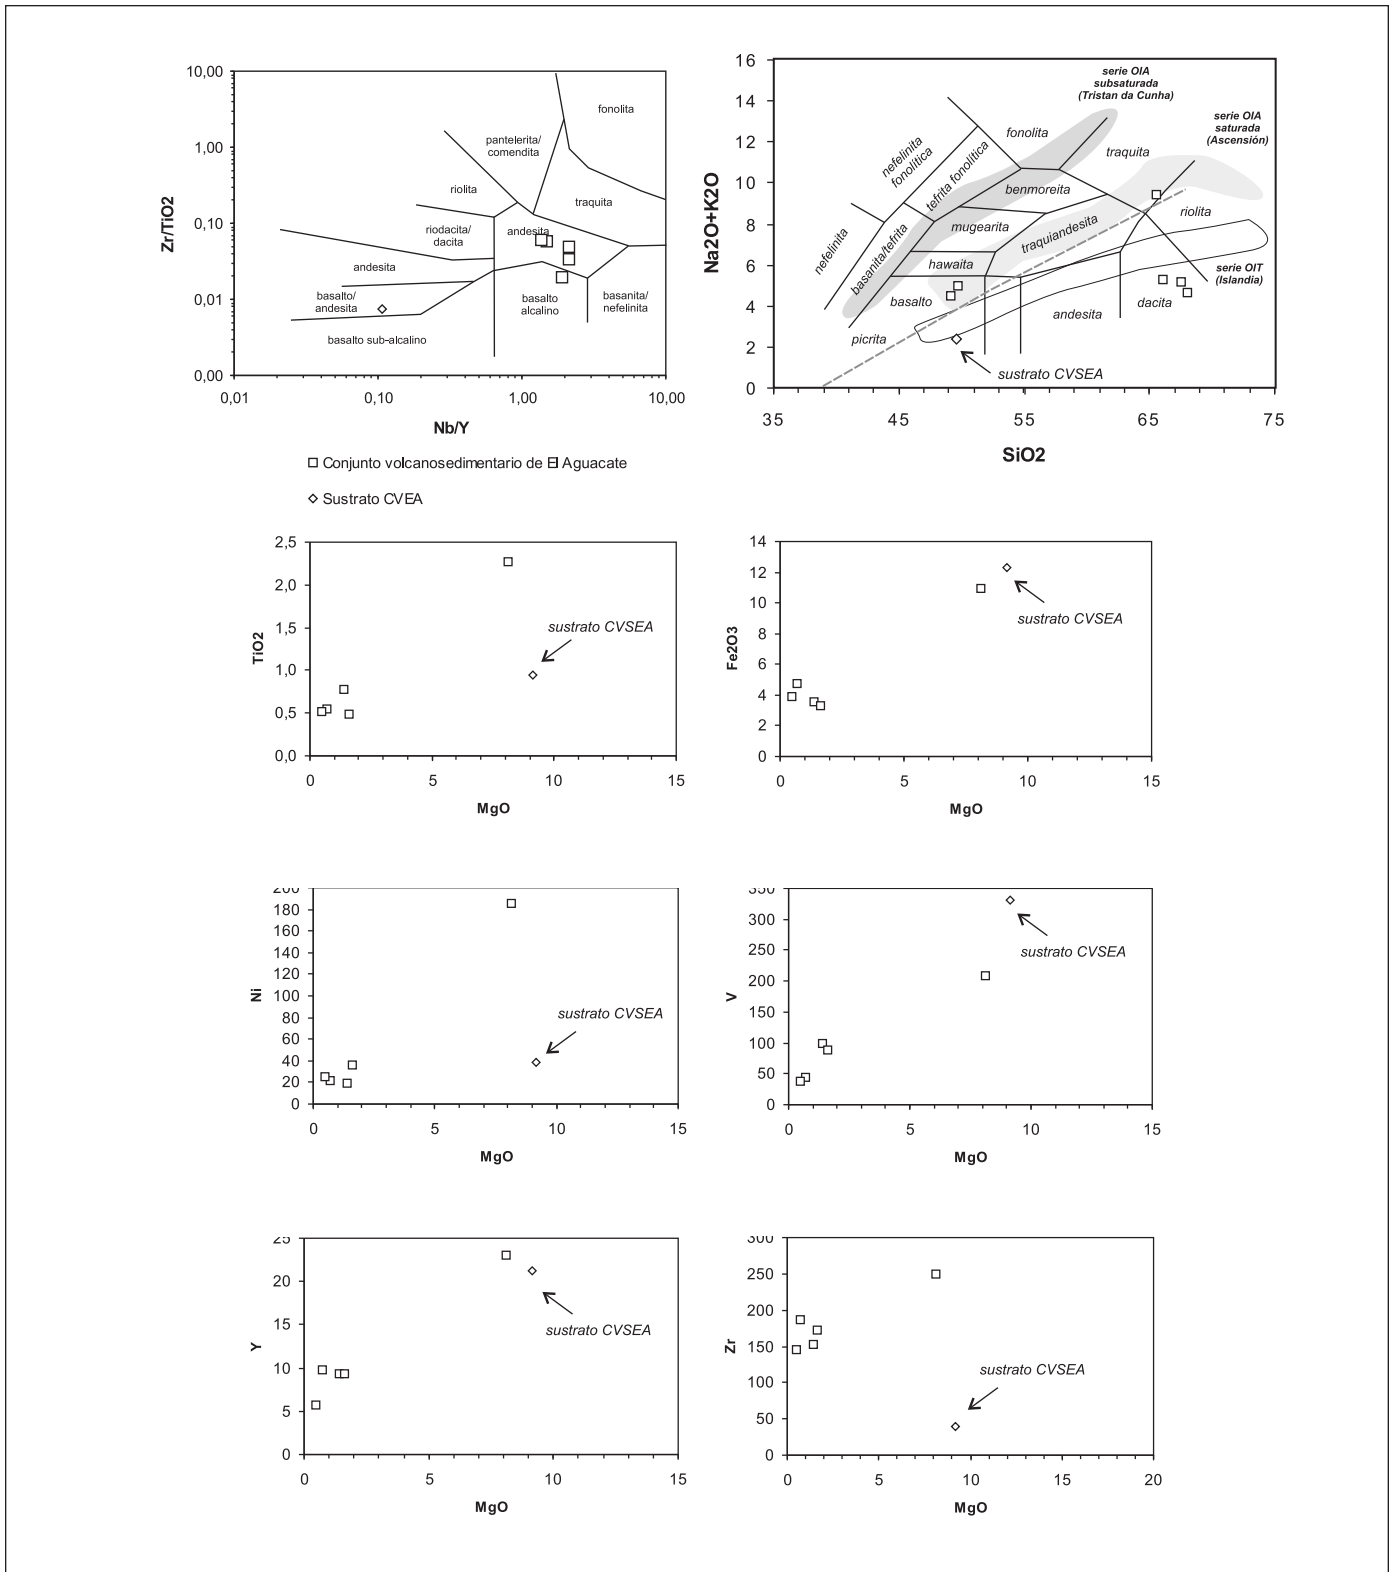 10,00
1,00
0,10
0,01
0,00
Zr/TiO2
fonolita
pantelerita/
comendita
riolita
traquita
riodacita/
dacita
andesita
andesita
basalto/
andesita
basalto
alcalino
basanita/
nefelinita
basalto sub-alcalino
0,01
0,10
1,00
10,00
Nb/Y
16
14
12
10
8
6
4
2
0
Na2O+K2O
serie OIA
subsaturada
(Tristan da Cunha)
serie OIA
saturada
(Ascensión)
nefelinita
fonolítica
fonolita
traquita
tefrita fonolítica
benmoreita
nefelinita
basanita/tefrita
mugearita
traquiandesita
riolita
hawaita
serie OIT
(Islandia)
basalto
dacita
andesita
picrita
sustrato CVSEA
35
45
55
65
75
SiO2
Conjunto volcanosedimentario de El Aguacate
Sustrato CVEA
2,5
2,0
1,5
1,0
0,5
0,0
TiO2
sustrato CVSEA
0
5
10
15
MgO
14
12
10
8
6
4
2
0
Fe2O3
sustrato CVSEA
0
5
10
15
MgO
200
180
160
140
120
100
80
60
40
20
0
Ni
sustrato CVSEA
0
5
10
15
MgO
350
300
250
200
150
100
50
0
V
sustrato CVSEA
0
5
10
15
MgO
25
20
15
10
5
0
Y
sustrato CVSEA
0
5
10
15
MgO
300
250
200
150
100
50
0
Zr
sustrato CVSEA
0
5
10
15
20
MgO